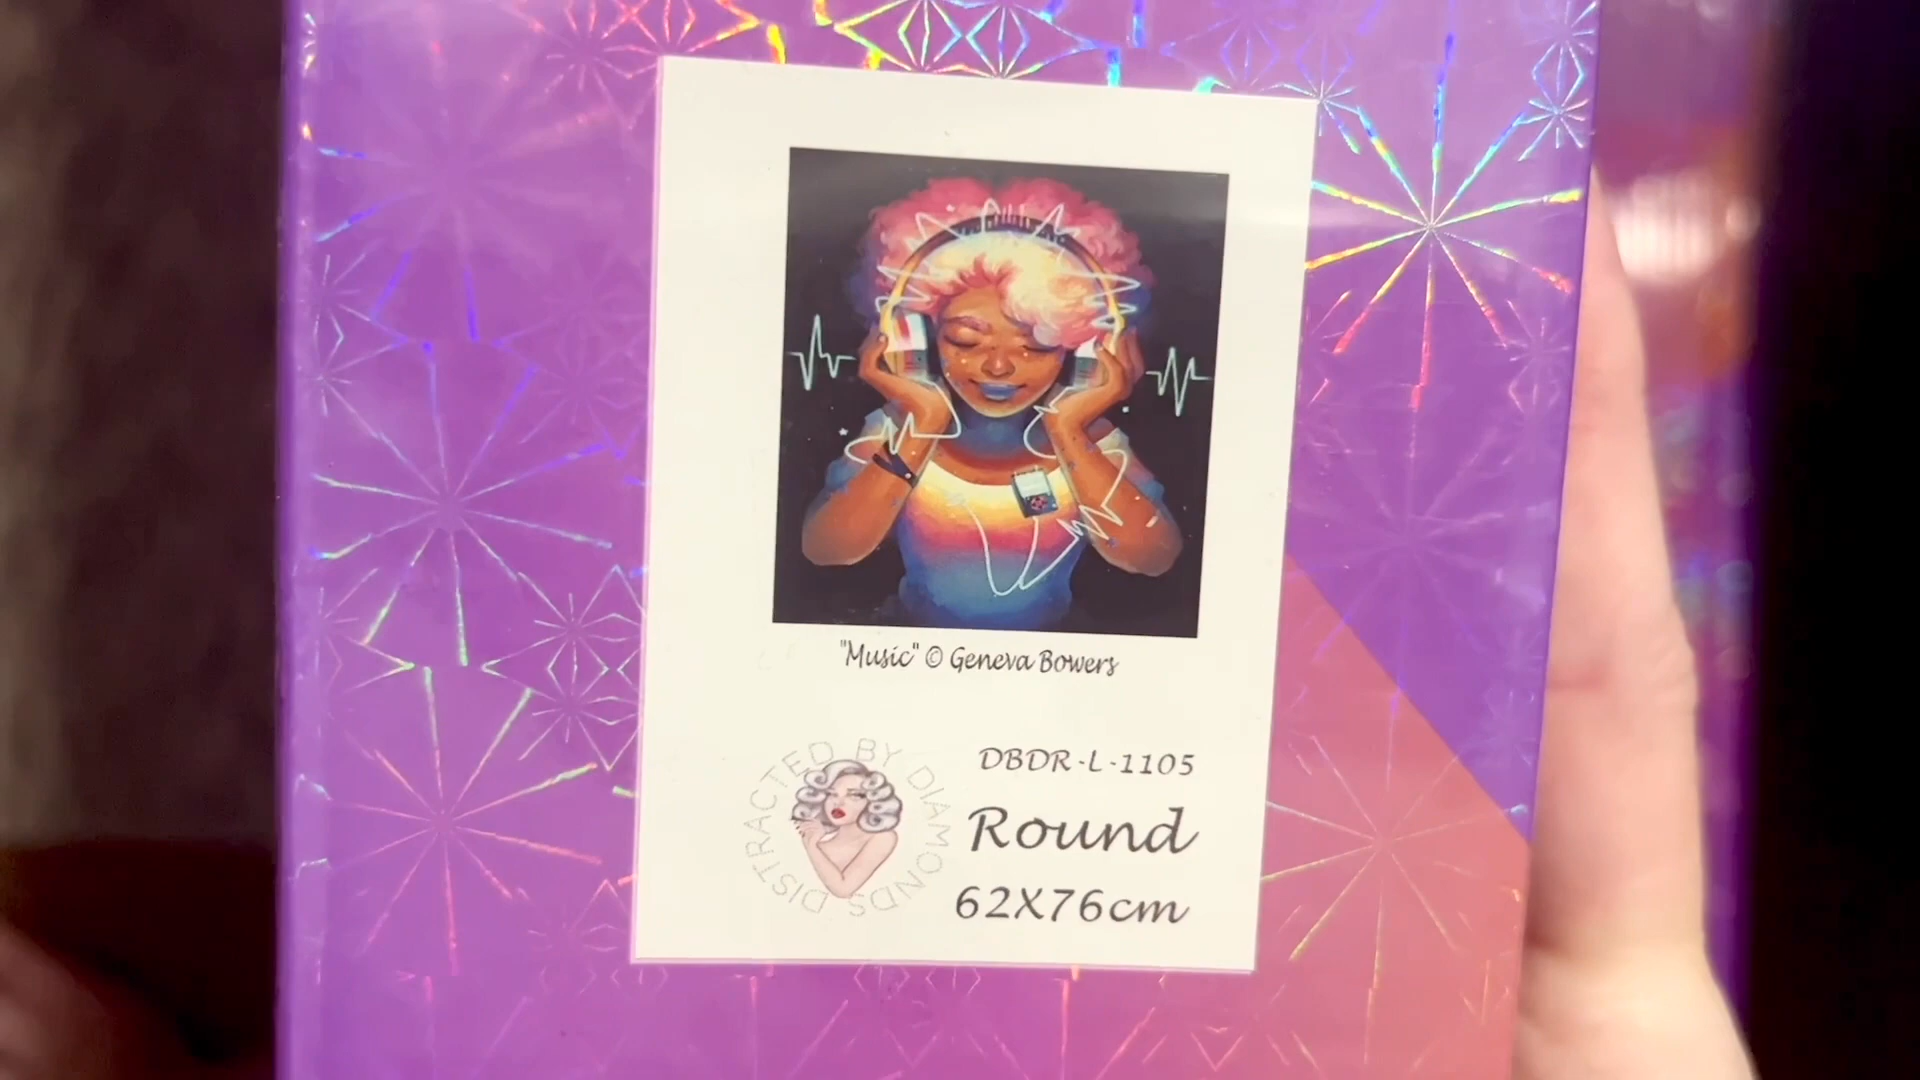 "Music" © Geneva Bowers
DISTRACTED BY DIAMONDS
DBDR-L-1105
Round
62X76cm